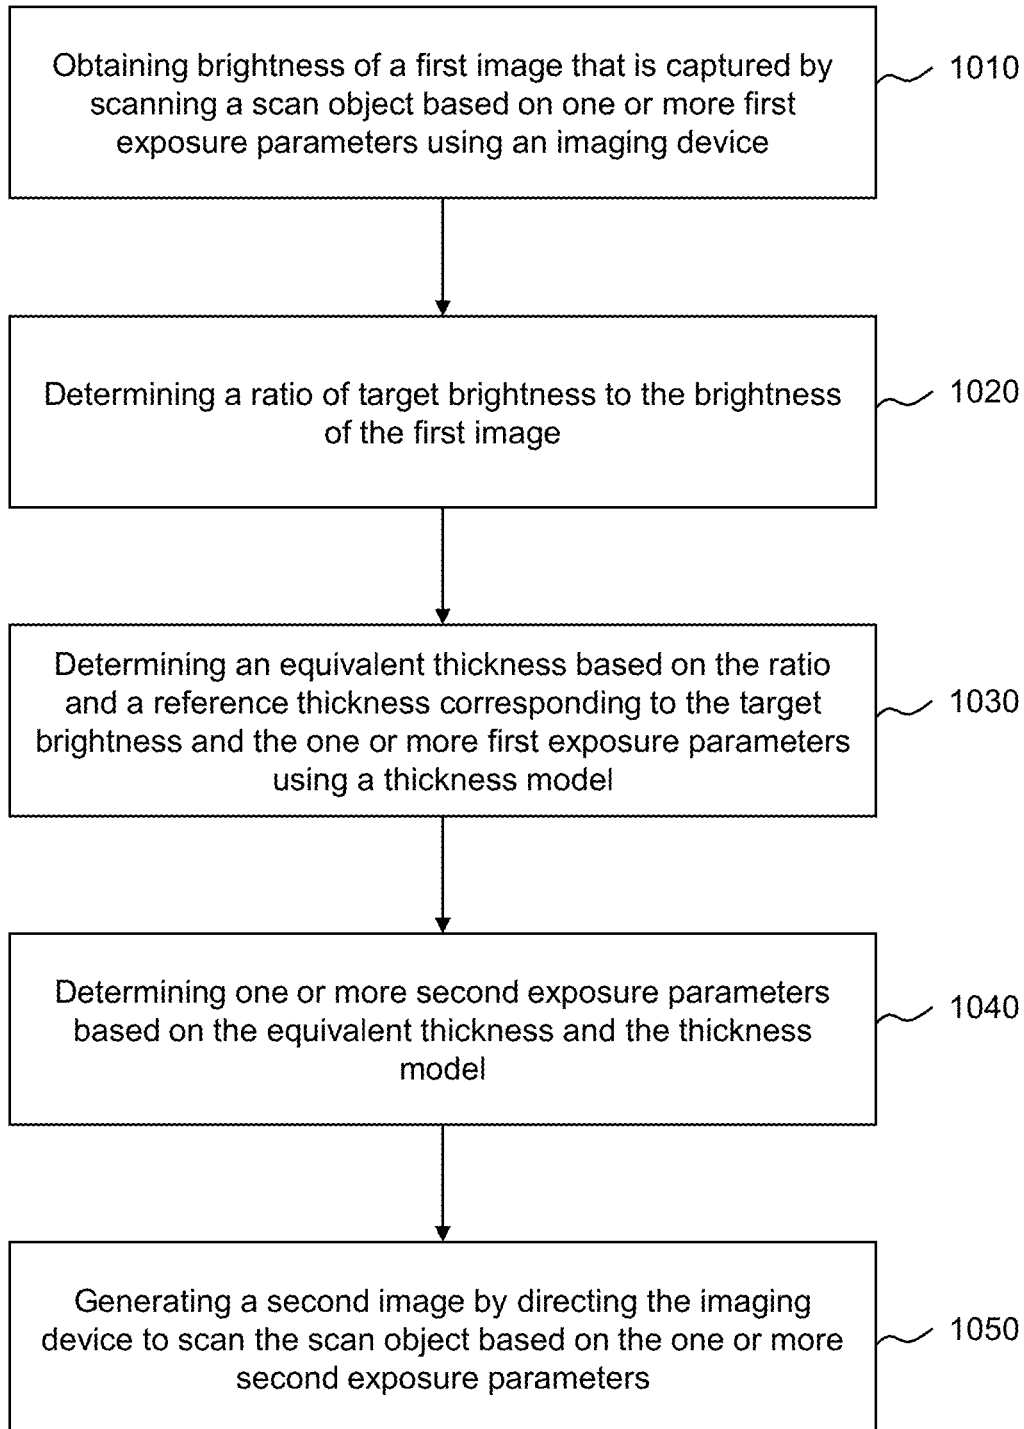 Obtaining brightness of a first image that is captured by
scanning a scan object based on one or more first
exposure parameters using an imaging device
1010
Determining a ratio of target brightness to the brightness
of the first image
1020
Determining an equivalent thickness based on the ratio
and a reference thickness corresponding to the target
brightness and the one or more first exposure parameters
using a thickness model
1030
Determining one or more second exposure parameters
based on the equivalent thickness and the thickness
model
1040
Generating a second image by directing the imaging
device to scan the scan object based on the one or more
second exposure parameters
1050